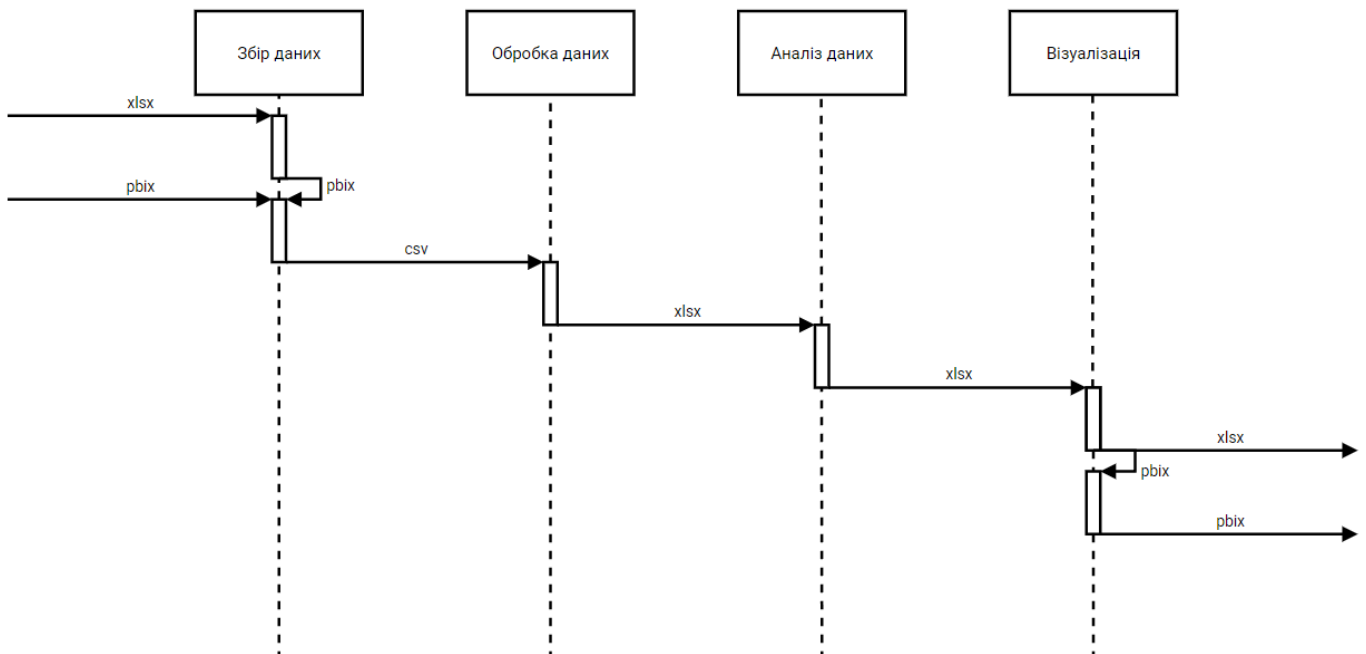 Збір даних
Обробка даних
Аналіз даних
Візуалізація
xlsx
pbix
pbix
csv
xlsx
xlsx
xlsx
pbix
pbix